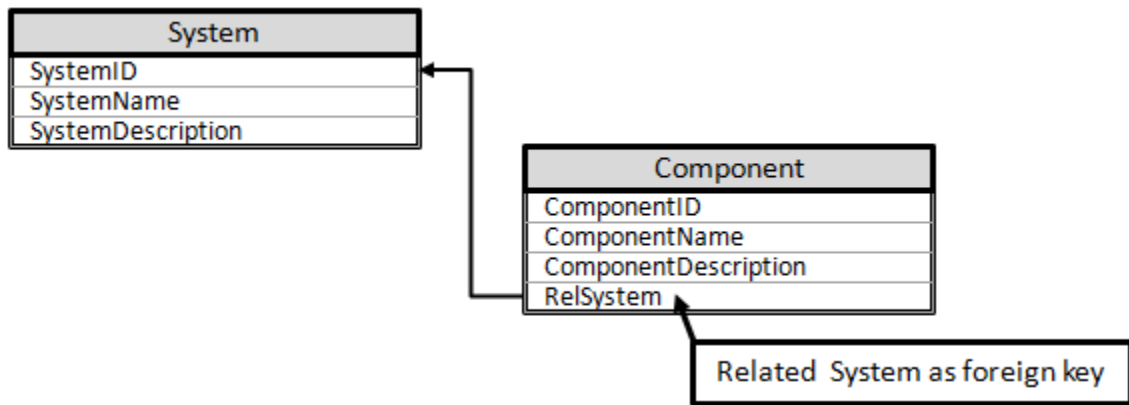 System
SystemID
SystemName
SystemDescription
Component
ComponentID
ComponentName
ComponentDescription
RelSystem
Related System as foreign key